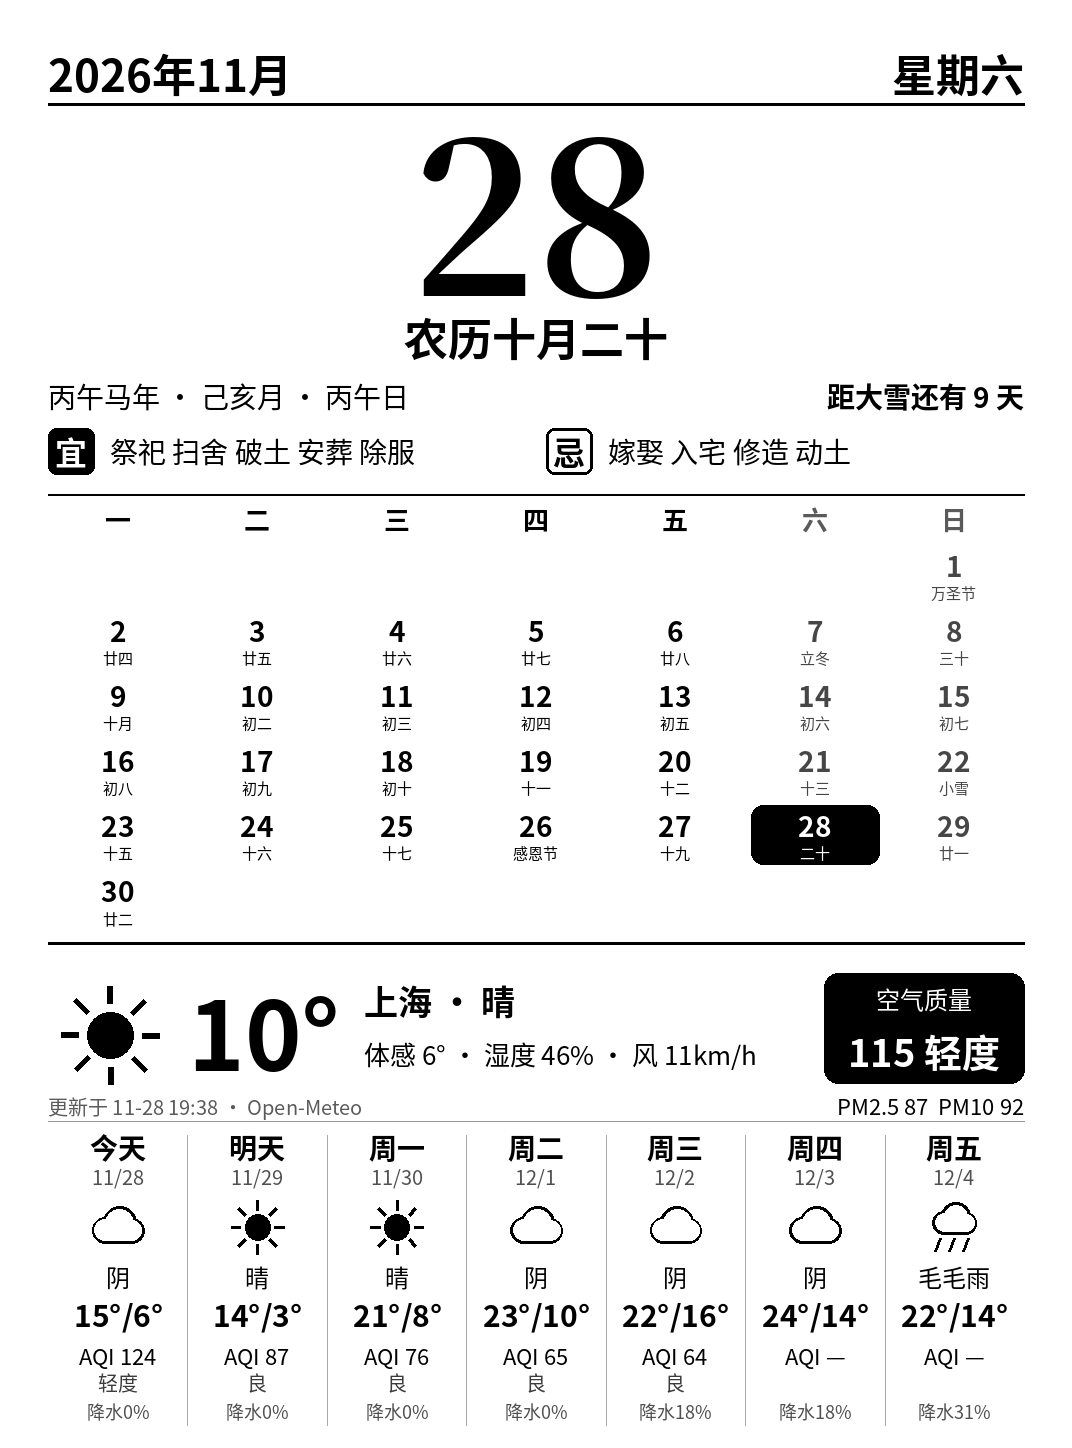 2026年11月 星期六
28
农历十月二十
丙午马年 • 己亥月 • 丙午日 距大雪还有 9 天
宜 祭祀 扫舍 破土 安葬 除服 忌 嫁娶 入宅 修造 动土
一 二 三 四 五 六 日
1
万圣节
2 3 4 5 6 7 8
廿四 廿五 廿六 廿七 廿八 立冬 三十
9 10 11 12 13 14 15
十月 初二 初三 初四 初五 初六 初七
16 17 18 19 20 21 22
初八 初九 初十 十一 十二 十三 小雪
23 24 25 26 27 28 29
十五 十六 十七 感恩节 十九 二十 廿一
30
廿二
10° 上海 • 晴 空气质量
体感 6° • 湿度 46% • 风 11km/h 115 轻度
更新于 11-28 19:38 • Open-Meteo PM2.5 87 PM10 92
今天 明天 周一 周二 周三 周四 周五
11/28 11/29 11/30 12/1 12/2 12/3 12/4
阴 晴 晴 阴 阴 阴 毛毛雨
15°/6° 14°/3° 21°/8° 23°/10° 22°/16° 24°/14° 22°/14°
AQI 124 AQI 87 AQI 76 AQI 65 AQI 64 AQI — AQI —
轻度 良 良 良 良
降水0% 降水0% 降水0% 降水0% 降水18% 降水18% 降水31%